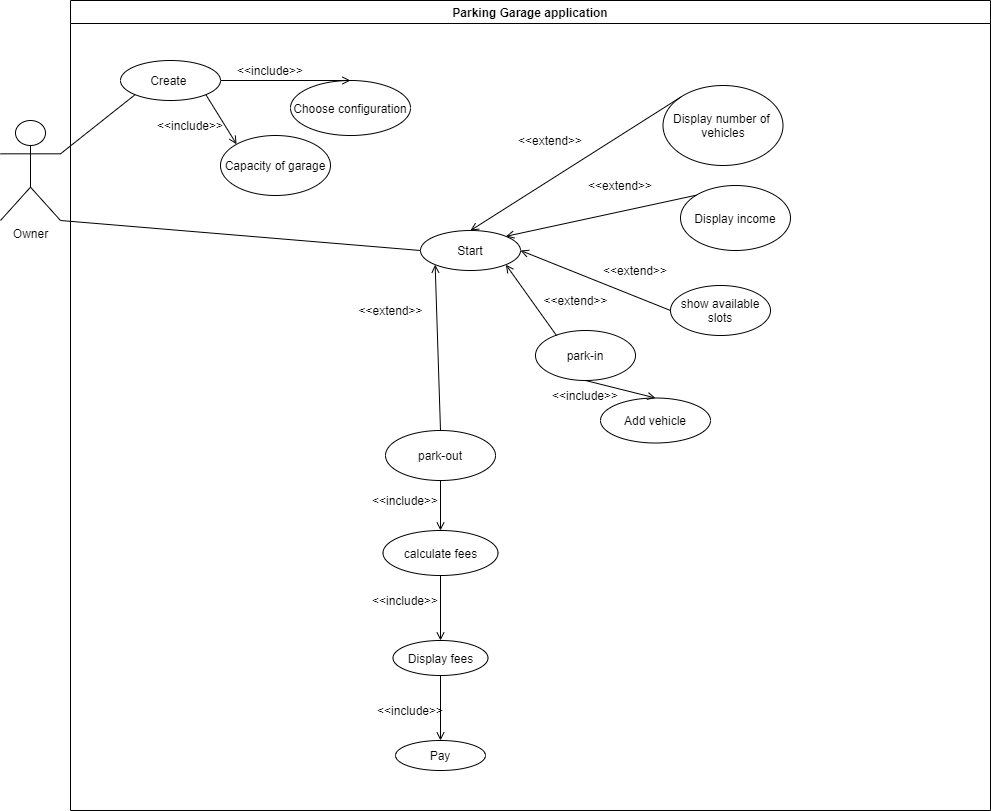 Parking Garage application
Create
<<include>>
Choose configuration
<<include>>
Capacity of garage
Owner
Display number of
vehicles
<<extend>>
<<extend>>
Display income
Start
<<extend>>
show available
slots
<<extend>>
<<extend>>
park-in
<<include>>
Add vehicle
park-out
<<include>>
calculate fees
<<include>>
Display fees
<<include>>
Pay